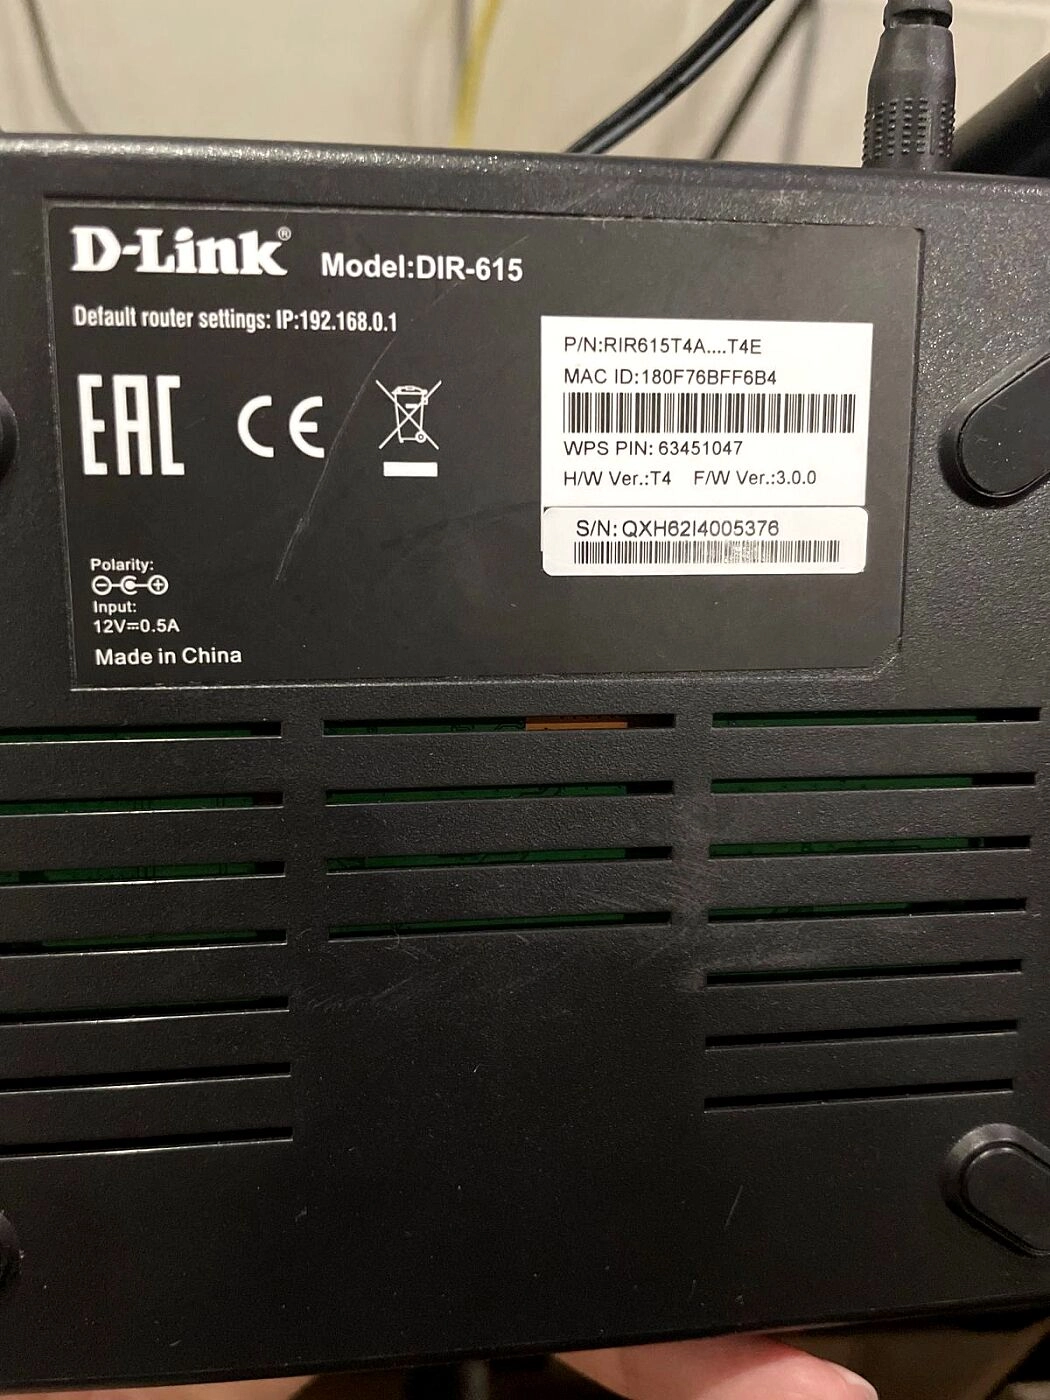 D-Link® Model:DIR-615
Default router settings: IP:192.168.0.1
P/N:RIR615T4A....T4E
MAC ID:180F76BFF6B4
WPS PIN: 63451047
H/W Ver.:T4 F/W Ver.:3.0.0
S/N: QXH62I4005376
EAC CE
Polarity:
Input:
12V⎓0.5A
Made in China